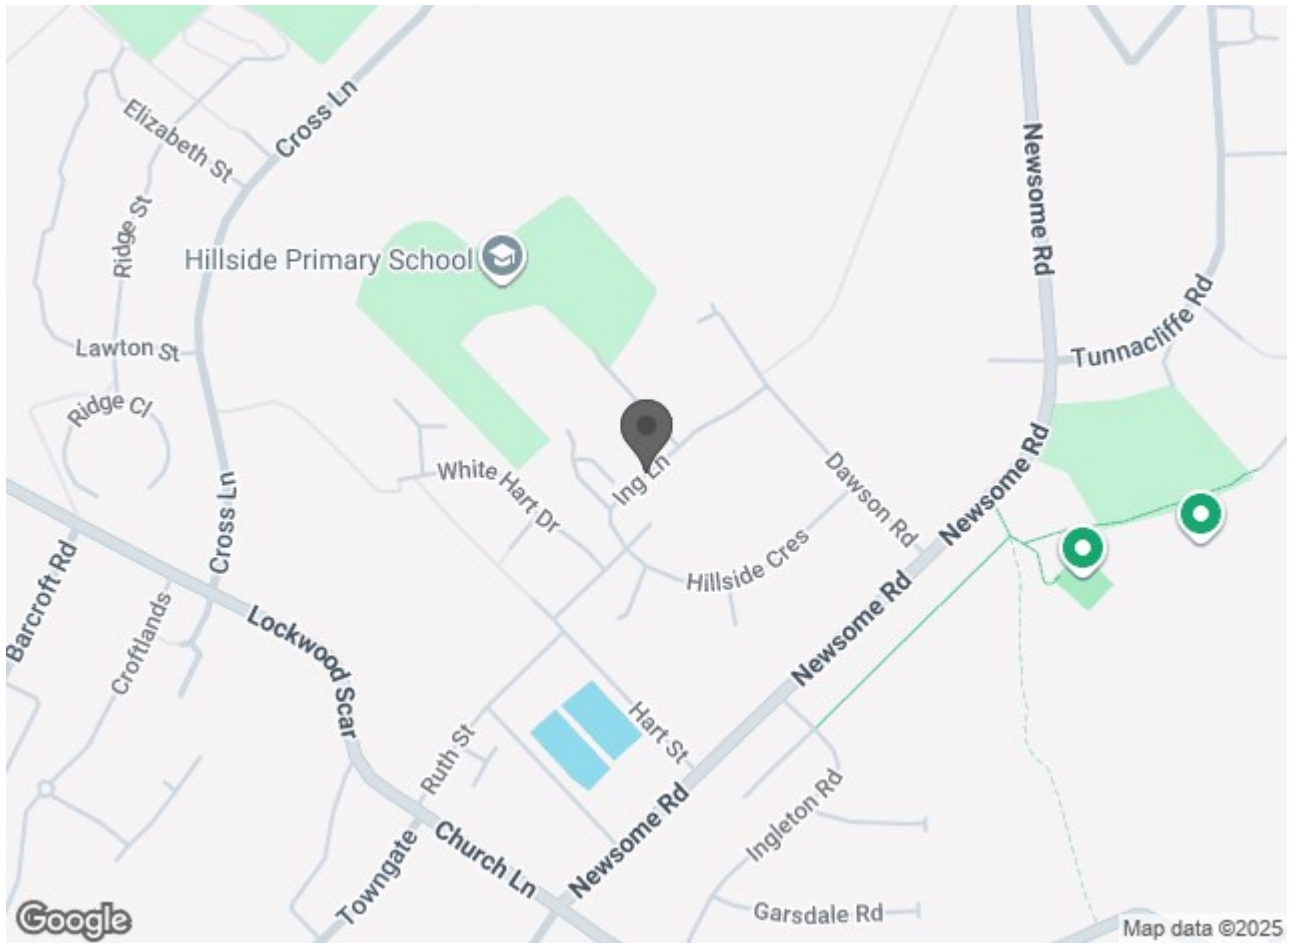 Cross Ln
Elizabeth St
Newsome Rd
Ridge St
Hillside Primary School
Tunnacliffe Rd
Lawton St
Ridge Cl
White Hart Dr
Ing Ln
Dawson Rd
Newsome Rd
Cross Ln
Hillside Cres
Barcroft Rd
Croftlands
Lockwood Scar
Newsome Rd
Hart St
Ruth St
Newsome Rd
Ingleton Rd
Church Ln
Towngate
Garsdale Rd
Google
Map data ©2025